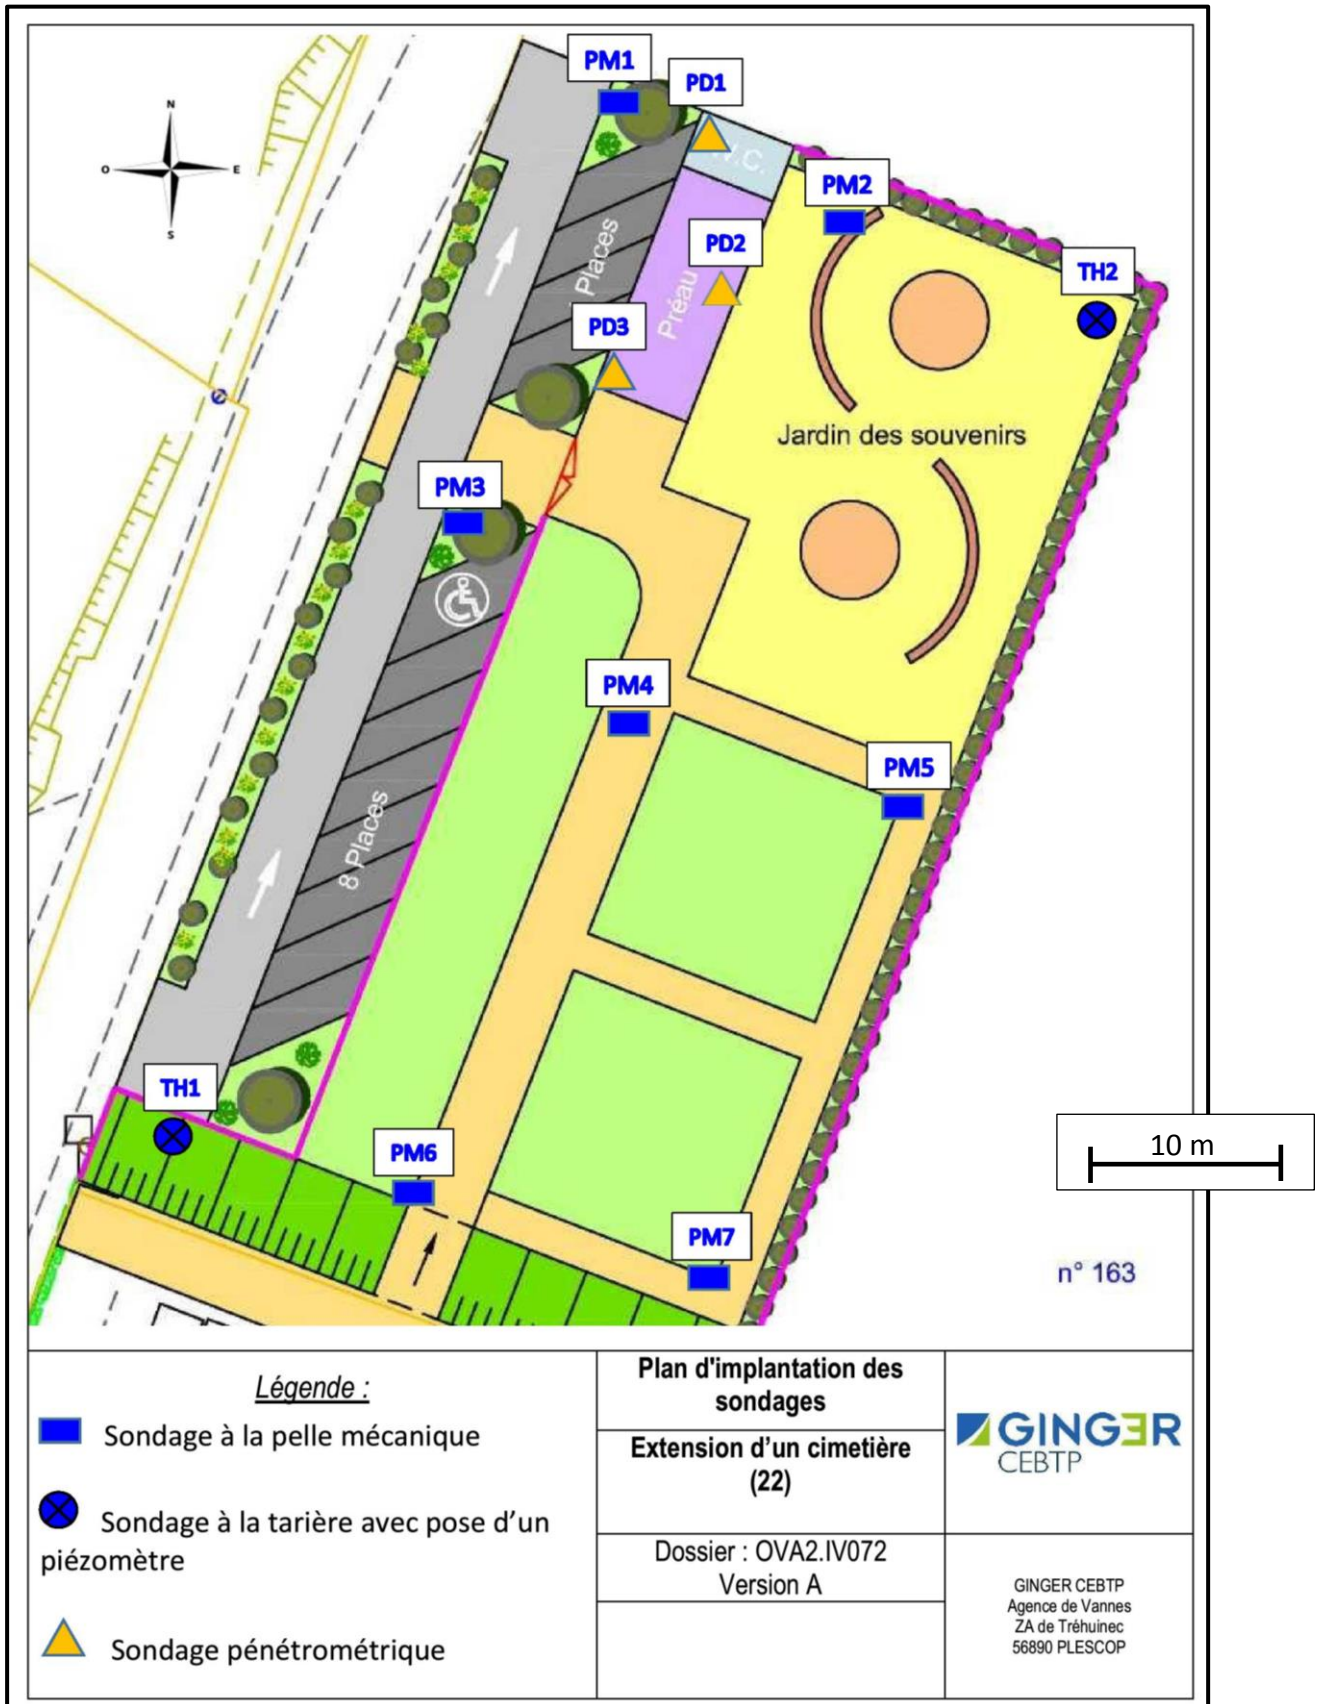 PM1
PD1
N
O
E
S
W.C.
PM2
Places
PD2
TH2
Préau
PD3
Jardin des souvenirs
PM3
PM4
PM5
8 Places
TH1
10 m
PM6
PM7
n° 163
Légende :
Sondage à la pelle mécanique
Sondage à la tarière avec pose d’un
piézomètre
Sondage pénétrométrique
Plan d'implantation des
sondages
Extension d’un cimetière
(22)
Dossier : OVA2.IV072
Version A
GINGER
CEBTP
GINGER CEBTP
Agence de Vannes
ZA de Tréhuinec
56890 PLESCOP